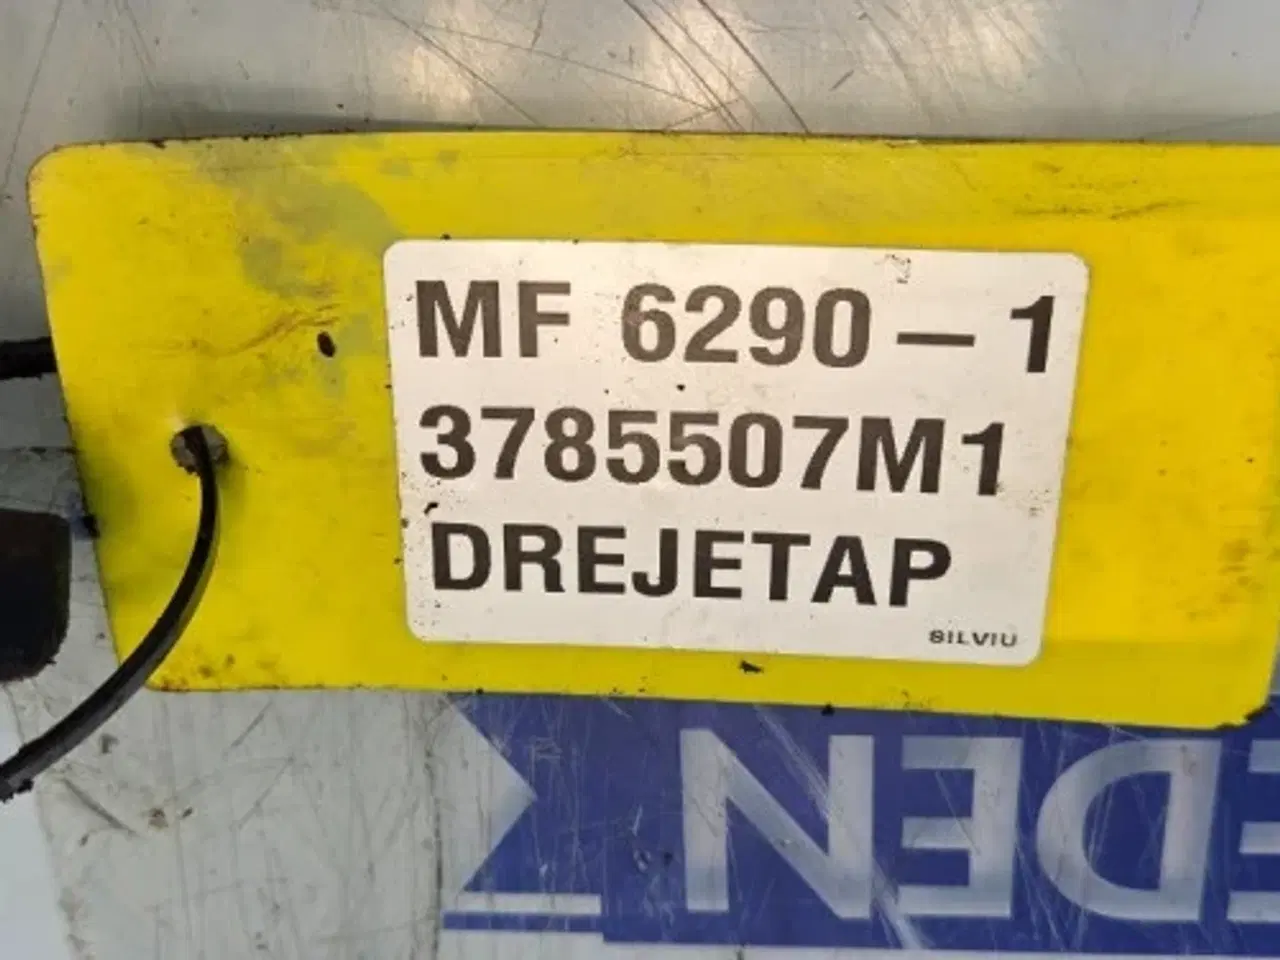 MF 6290 – 1
3785507M1
DREJETAP
SILVIU